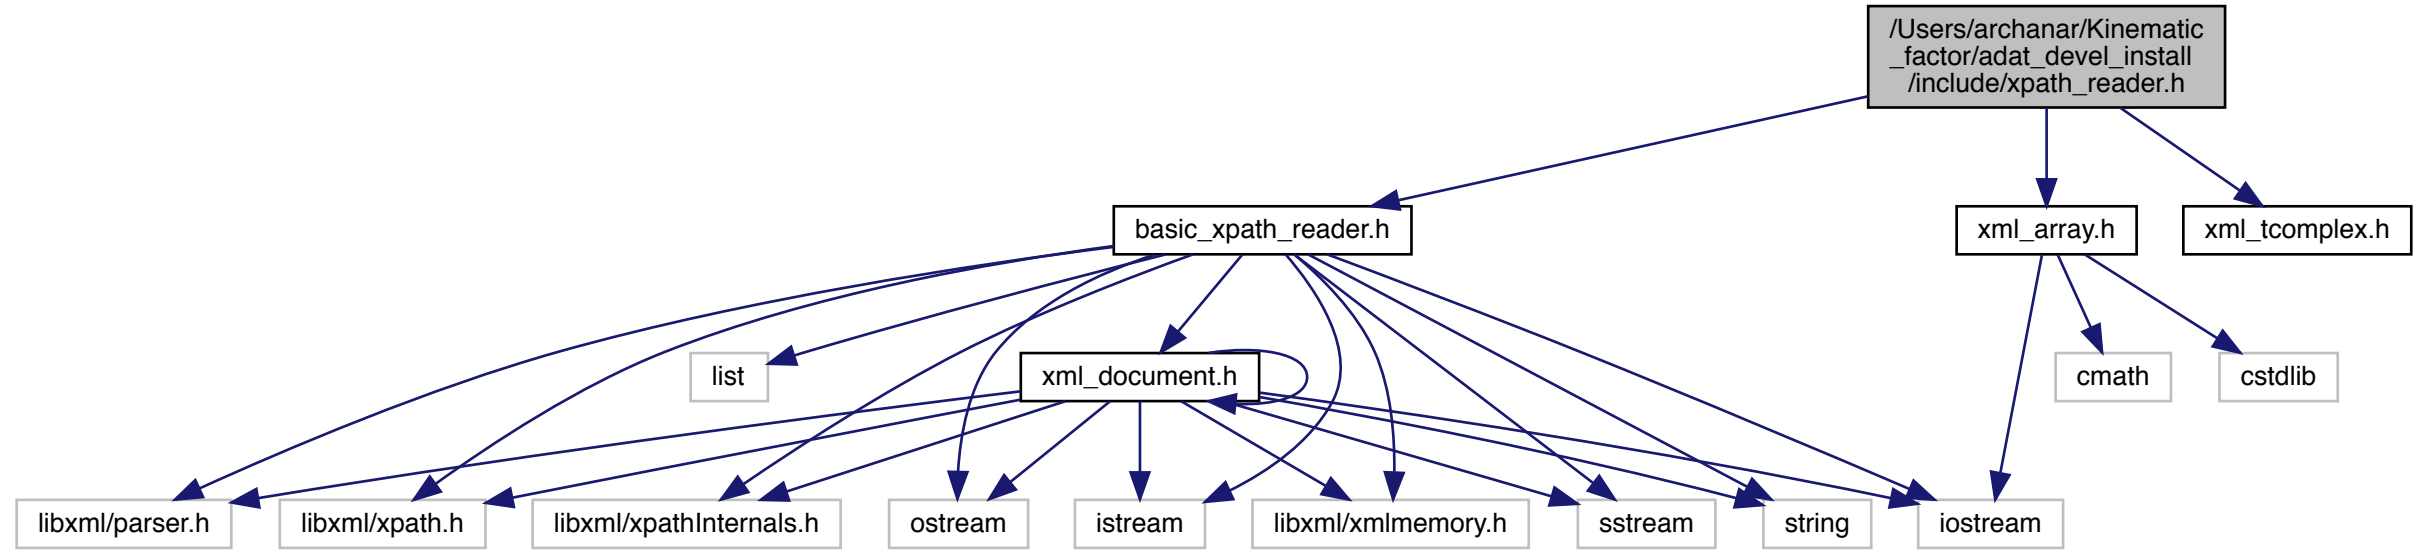 /Users/archanar/Kinematic
_factor/adat_devel_install
/include/xpath_reader.h
basic_xpath_reader.h
xml_array.h
xml_tcomplex.h
list
xml_document.h
cmath
cstdlib
libxml/parser.h
libxml/xpath.h
libxml/xpathInternals.h
ostream
istream
libxml/xmlmemory.h
sstream
string
iostream